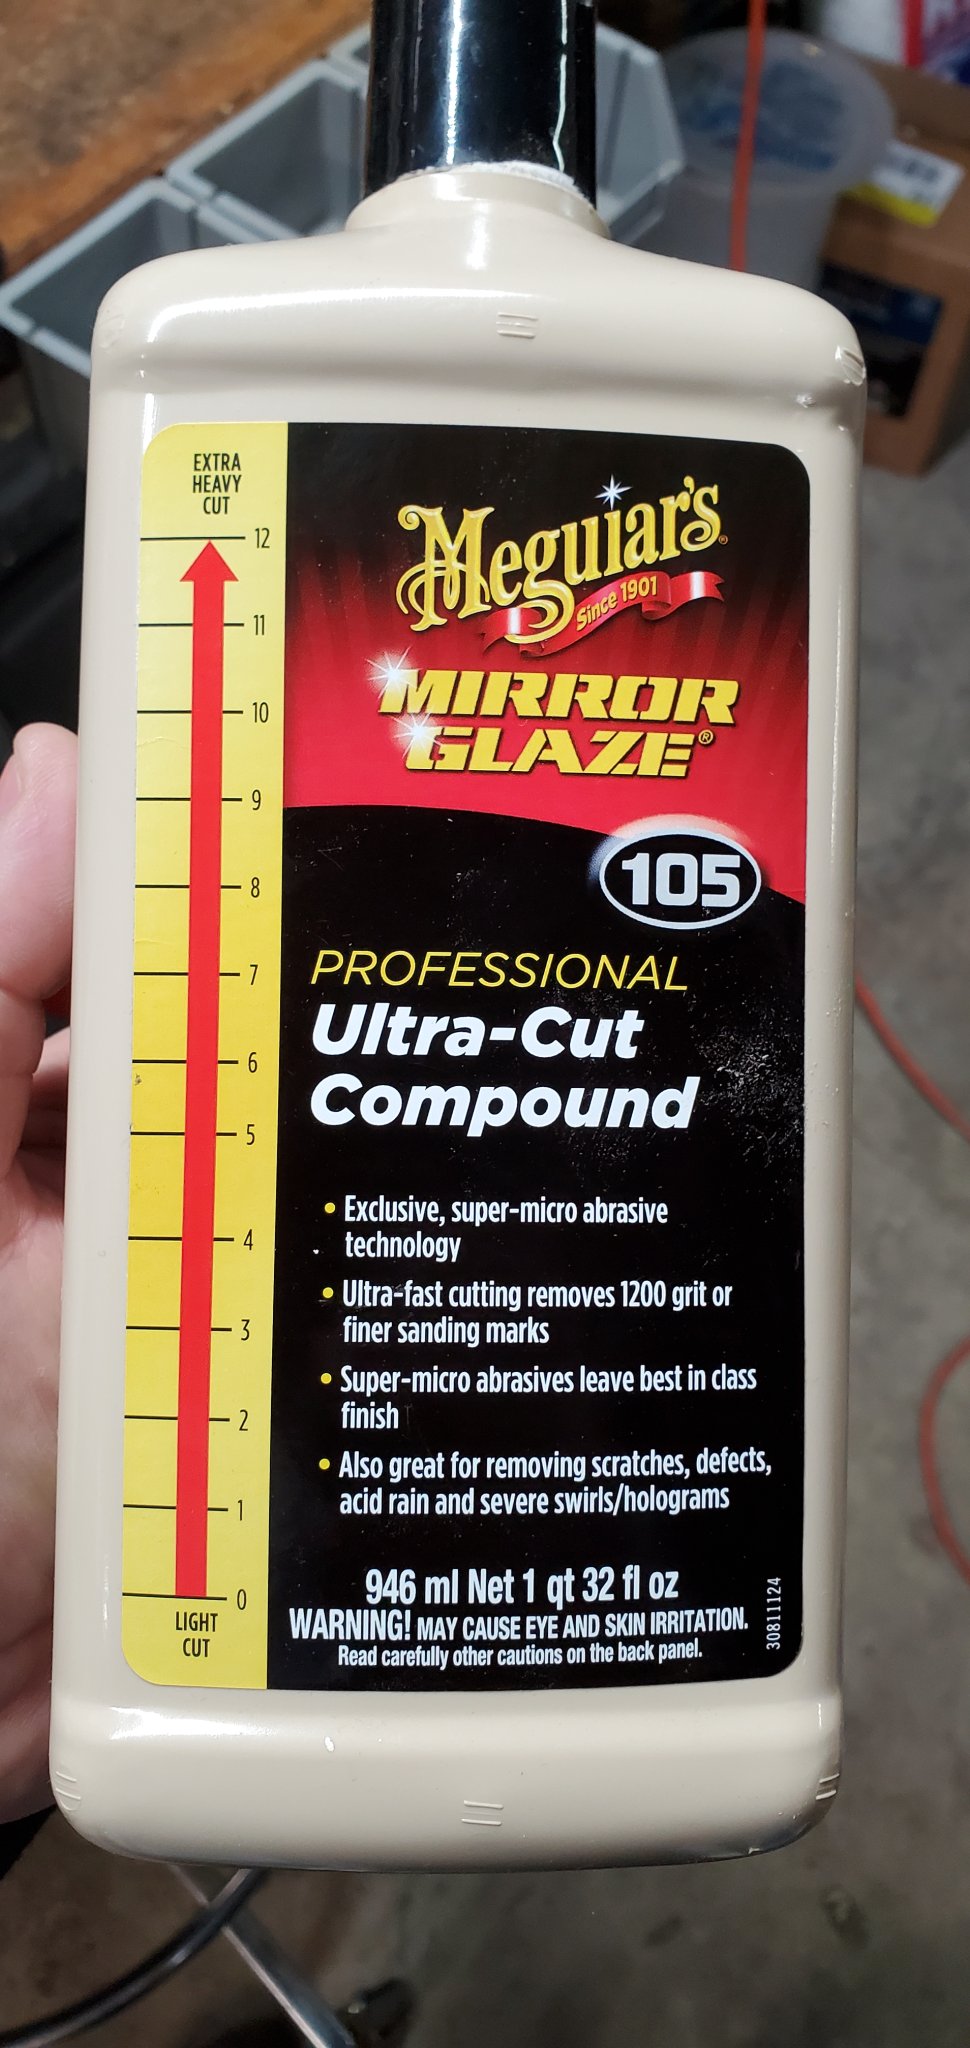 EXTRA
HEAVY
CUT
12
11
10
9
8
7
6
5
4
3
2
1
0
LIGHT
CUT
Meguiar's
Since 1901
MIRROR
GLAZE®
105
PROFESSIONAL
Ultra-Cut
Compound
• Exclusive, super-micro abrasive
technology
• Ultra-fast cutting removes 1200 grit or
finer sanding marks
• Super-micro abrasives leave best in class
finish
• Also great for removing scratches, defects,
acid rain and severe swirls/holograms
946 ml Net 1 qt 32 fl oz
WARNING! MAY CAUSE EYE AND SKIN IRRITATION.
Read carefully other cautions on the back panel.
30811124